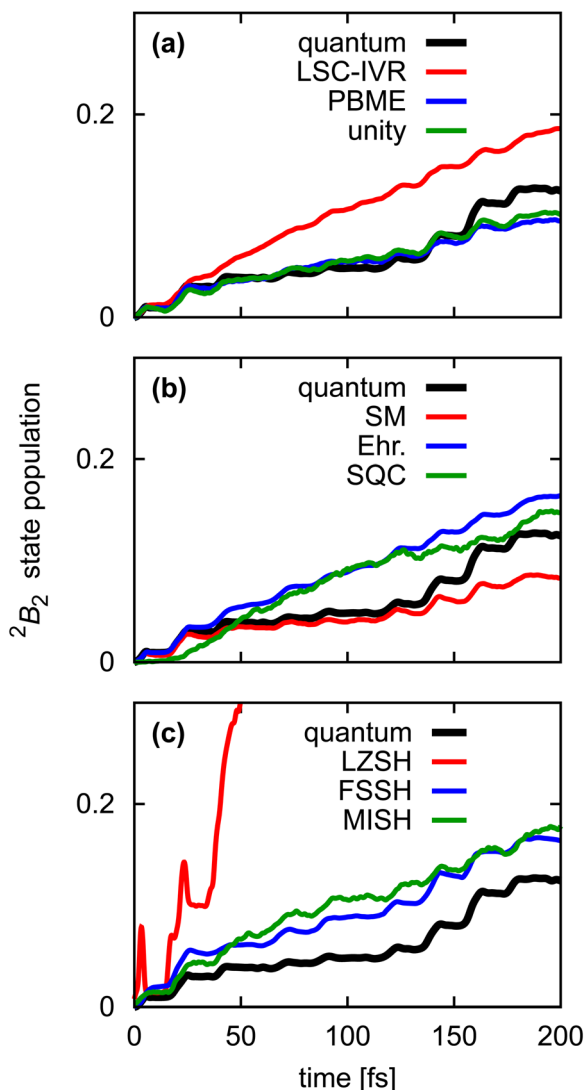 (a)
quantum
LSC-IVR
PBME
unity
0.2
0
(b)
quantum
SM
Ehr.
SQC
0.2
0
²B₂ state population
(c)
quantum
LZSH
FSSH
MISH
0.2
0
0 50 100 150 200
time [fs]